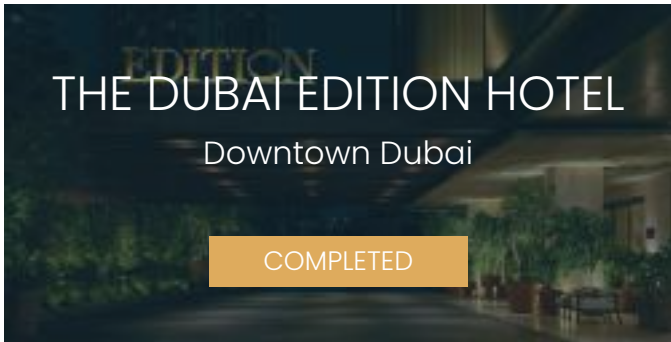 EDITION
THE DUBAI EDITION HOTEL
Downtown Dubai
COMPLETED